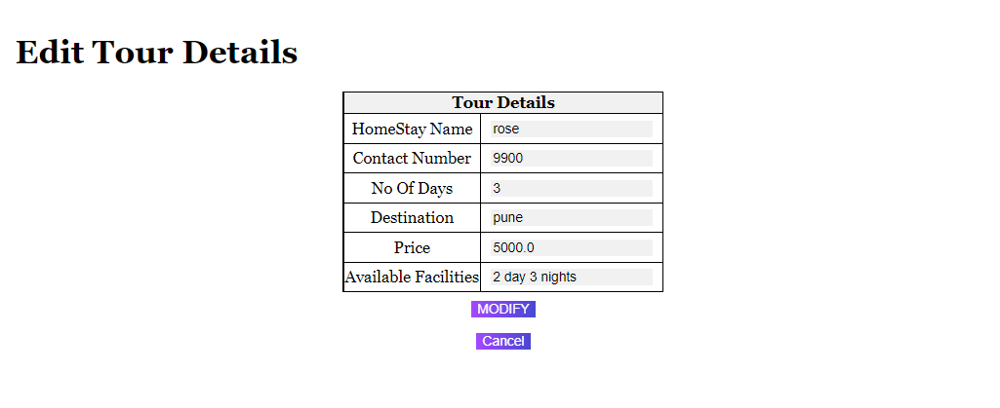 Edit Tour Details
Tour Details
HomeStay Name rose
Contact Number 9900
No Of Days 3
Destination pune
Price 5000.0
Available Facilities 2 day 3 nights
MODIFY
Cancel